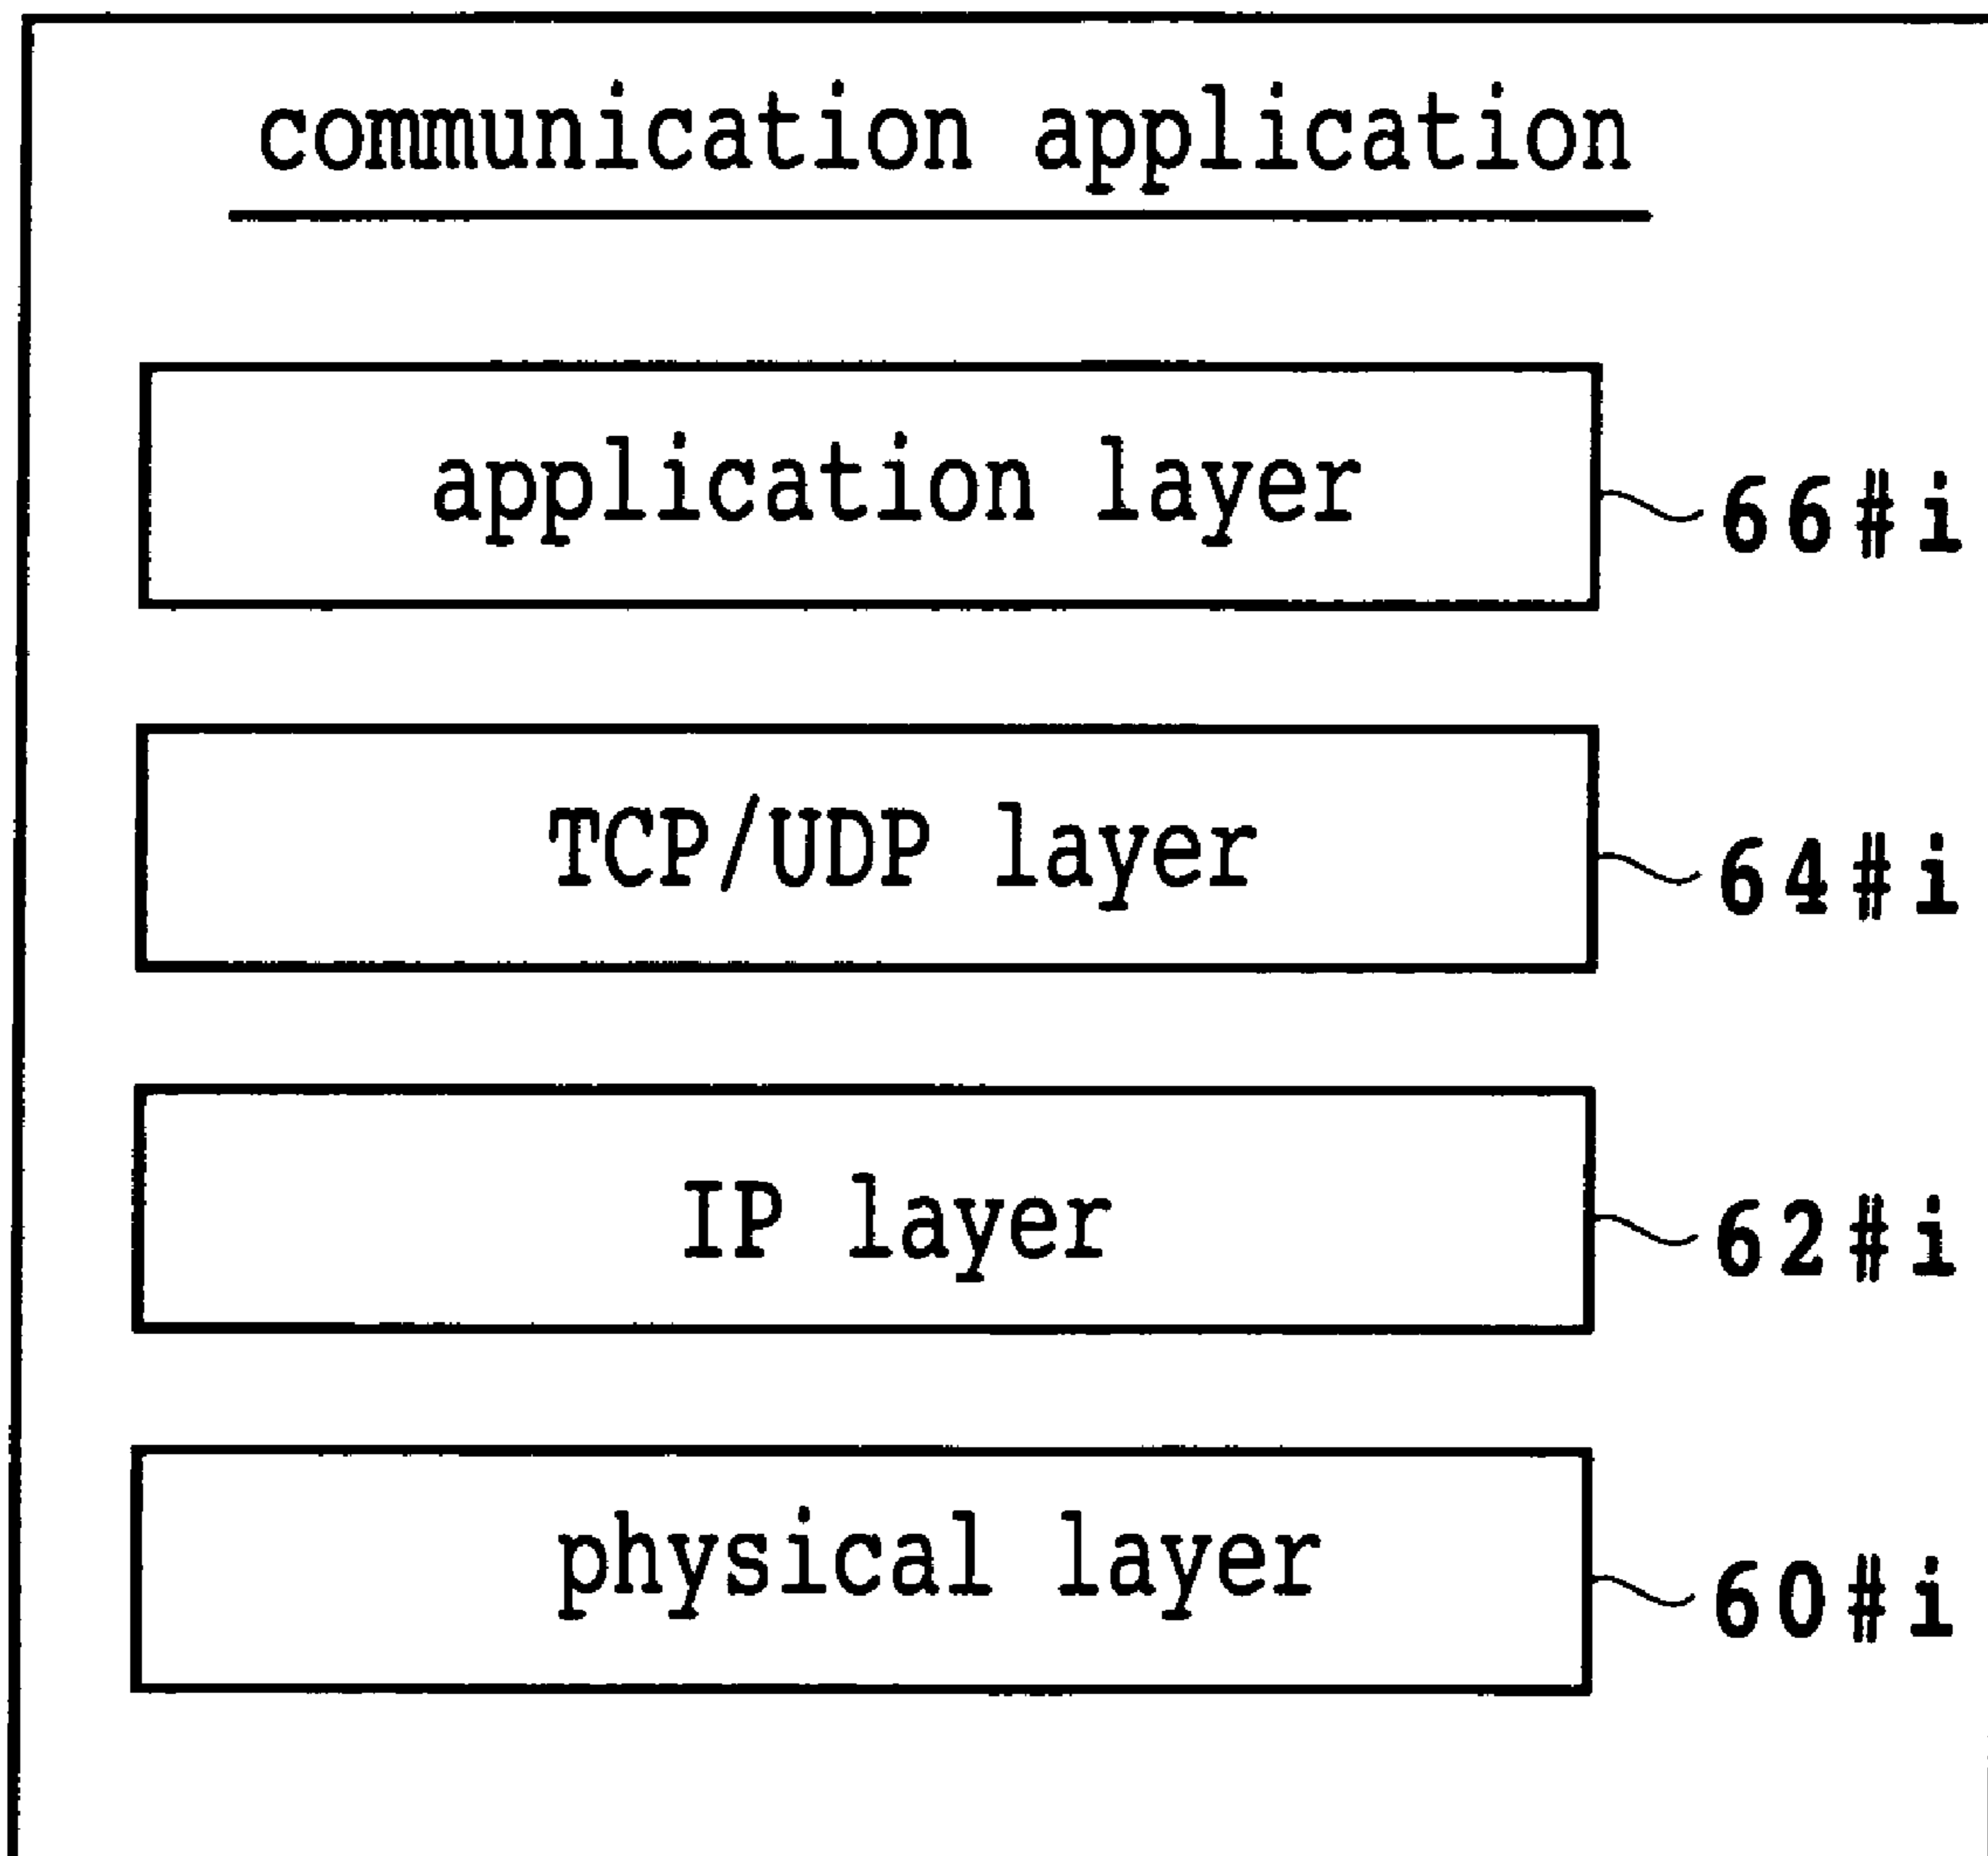 communication application
application layer
66#i
TCP/UDP layer
64#i
IP layer
62#i
physical layer
60#i